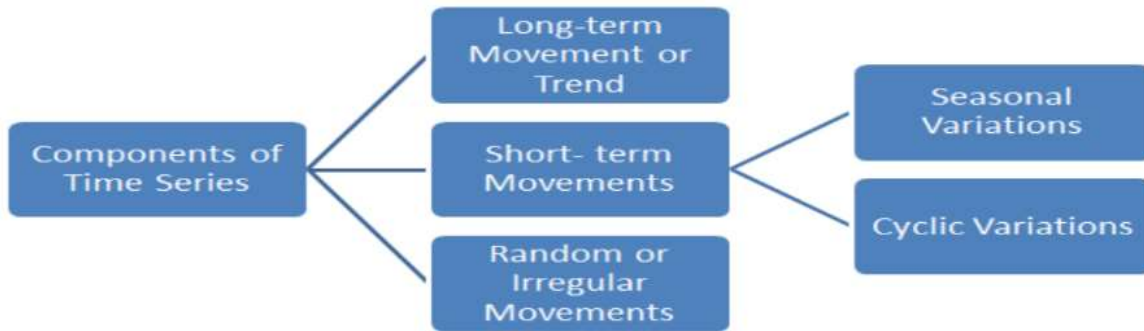 Components of
Time Series
Long-term
Movement or
Trend
Short- term
Movements
Random or
Irregular
Movements
Seasonal
Variations
Cyclic Variations